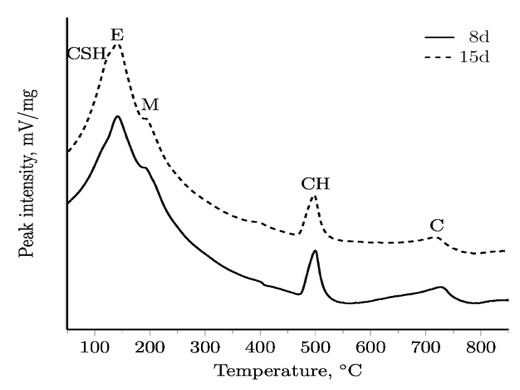 E
CSH
M
CH
C
8d
15d
Peak intensity, mV/mg
100 200 300 400 500 600 700 800
Temperature, °C